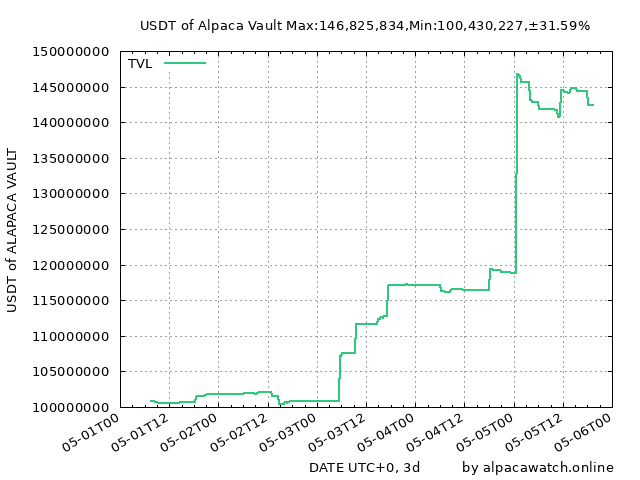 USDT of Alpaca Vault Max:146,825,834,Min:100,430,227,±31.59%
150000000
TVL
145000000
140000000
135000000
130000000
125000000
120000000
115000000
110000000
105000000
100000000
USDT of ALAPACA VAULT
05-01T00
05-01T12
05-02T00
05-02T12
05-03T00
05-03T12
05-04T00
05-04T12
05-05T00
05-05T12
05-06T00
DATE UTC+0, 3d
by alpacawatch.online